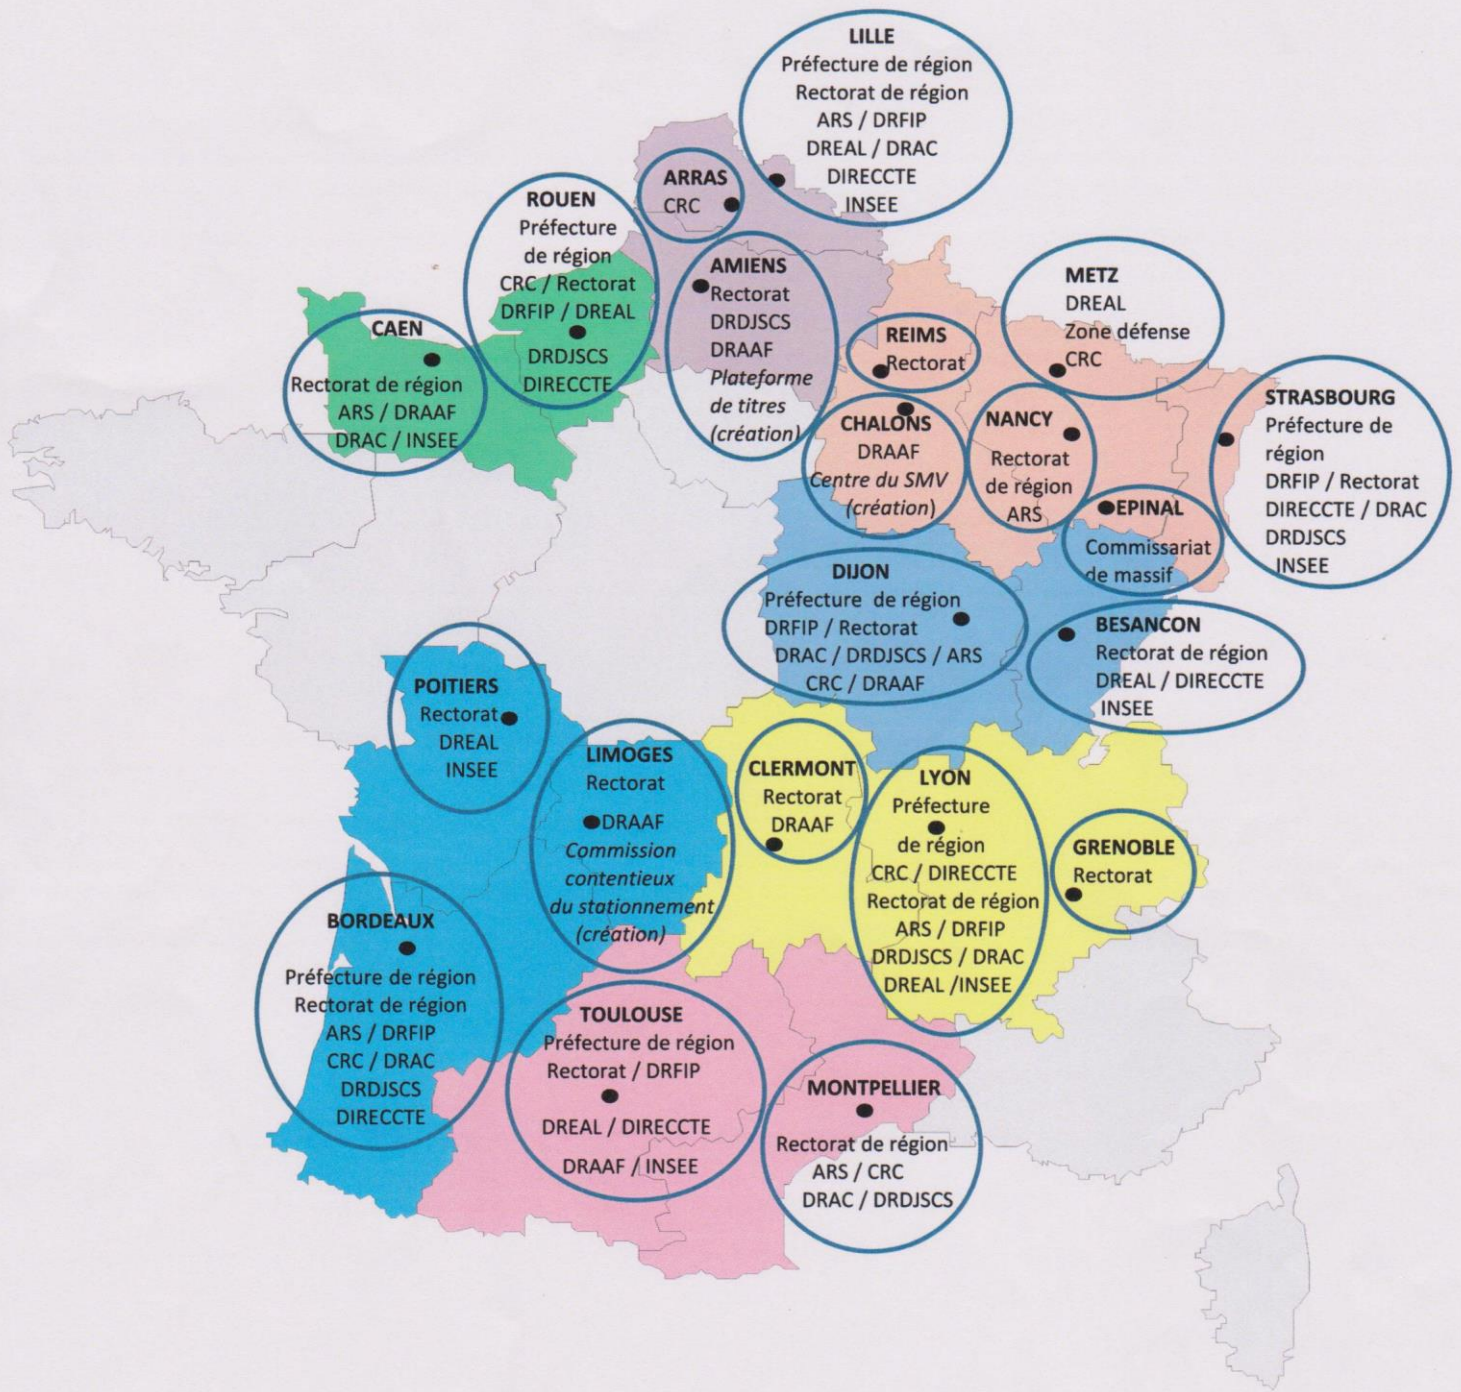 LILLE
Préfecture de région
Rectorat de région
ARS / DRFIP
DREAL / DRAC
DIRECCTE
INSEE
ARRAS
CRC
ROUEN
Préfecture
de région
CRC / Rectorat
DRFIP / DREAL
DRDJSCS
DIRECCTE
AMIENS
Rectorat
DRDJSCS
DRAAF
Plateforme
de titres
(création)
METZ
DREAL
Zone défense
CRC
CAEN
Rectorat de région
ARS / DRAAF
DRAC / INSEE
REIMS
Rectorat
CHALONS
DRAAF
Centre du SMV
(création)
NANCY
Rectorat
de région
ARS
STRASBOURG
Préfecture de
région
DRFIP / Rectorat
DIRECCTE / DRAC
DRDJSCS
INSEE
EPINAL
Commissariat
de massif
DIJON
Préfecture de région
DRFIP / Rectorat
DRAC / DRDJSCS / ARS
CRC / DRAAF
BESANCON
Rectorat de région
DREAL / DIRECCTE
INSEE
POITIERS
Rectorat
DREAL
INSEE
LIMOGES
Rectorat
DRAAF
Commission
contentieux
du stationnement
(création)
CLERMONT
Rectorat
DRAAF
LYON
Préfecture
de région
CRC / DIRECCTE
Rectorat de région
ARS / DRFIP
DRDJSCS / DRAC
DREAL /INSEE
GRENOBLE
Rectorat
BORDEAUX
Préfecture de région
Rectorat de région
ARS / DRFIP
CRC / DRAC
DRDJSCS
DIRECCTE
TOULOUSE
Préfecture de région
Rectorat / DRFIP
DREAL / DIRECCTE
DRAAF / INSEE
MONTPELLIER
Rectorat de région
ARS / CRC
DRAC / DRDJSCS